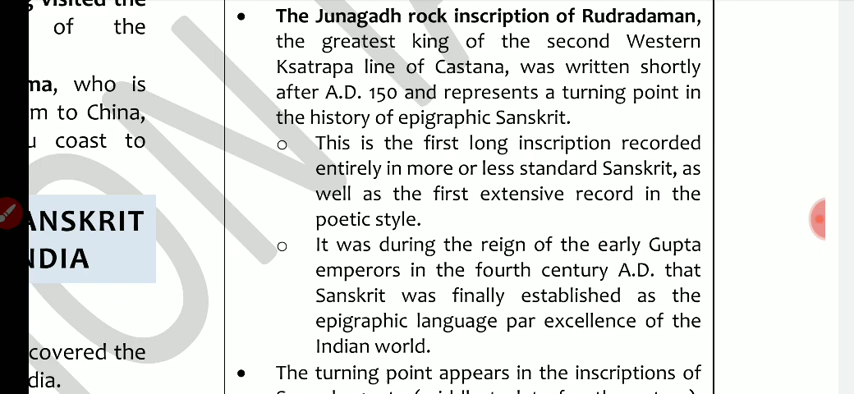 visited the
of the
ma, who is
m to China,
u coast to
ANSKRIT
NDIA
covered the
dia.
• The Junagadh rock inscription of Rudradaman,
the greatest king of the second Western
Ksatrapa line of Castana, was written shortly
after A.D. 150 and represents a turning point in
the history of epigraphic Sanskrit.
o This is the first long inscription recorded
entirely in more or less standard Sanskrit, as
well as the first extensive record in the
poetic style.
o It was during the reign of the early Gupta
emperors in the fourth century A.D. that
Sanskrit was finally established as the
epigraphic language par excellence of the
Indian world.
• The turning point appears in the inscriptions of